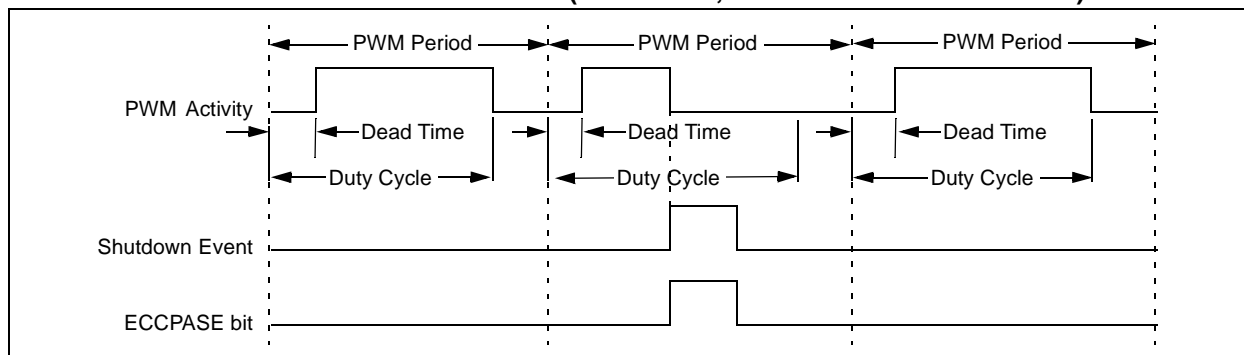 PWM Period PWM Period PWM Period
PWM Activity
Dead Time Dead Time Dead Time
Duty Cycle Duty Cycle Duty Cycle
Shutdown Event
ECCPASE bit